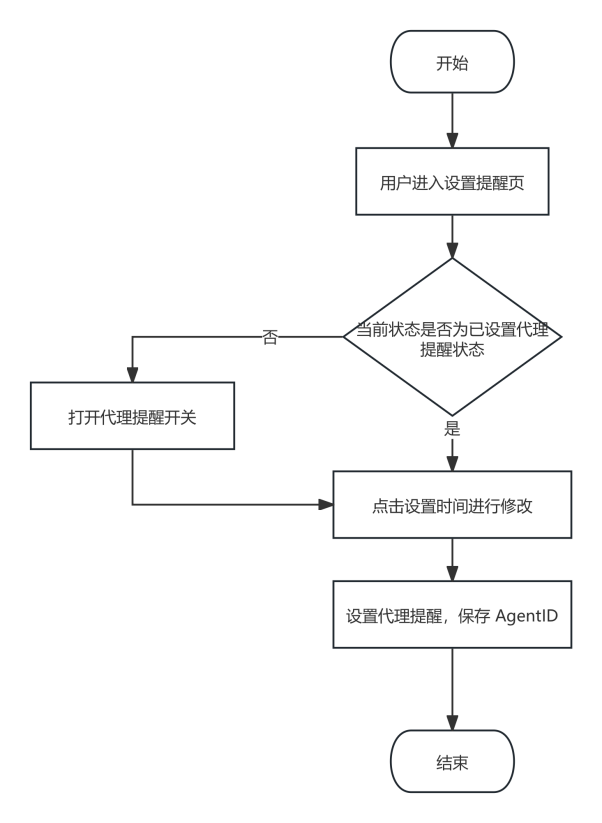 开始
用户进入设置提醒页
当前状态是否为已设置代理
提醒状态
否
打开代理提醒开关
是
点击设置时间进行修改
设置代理提醒，保存 AgentID
结束